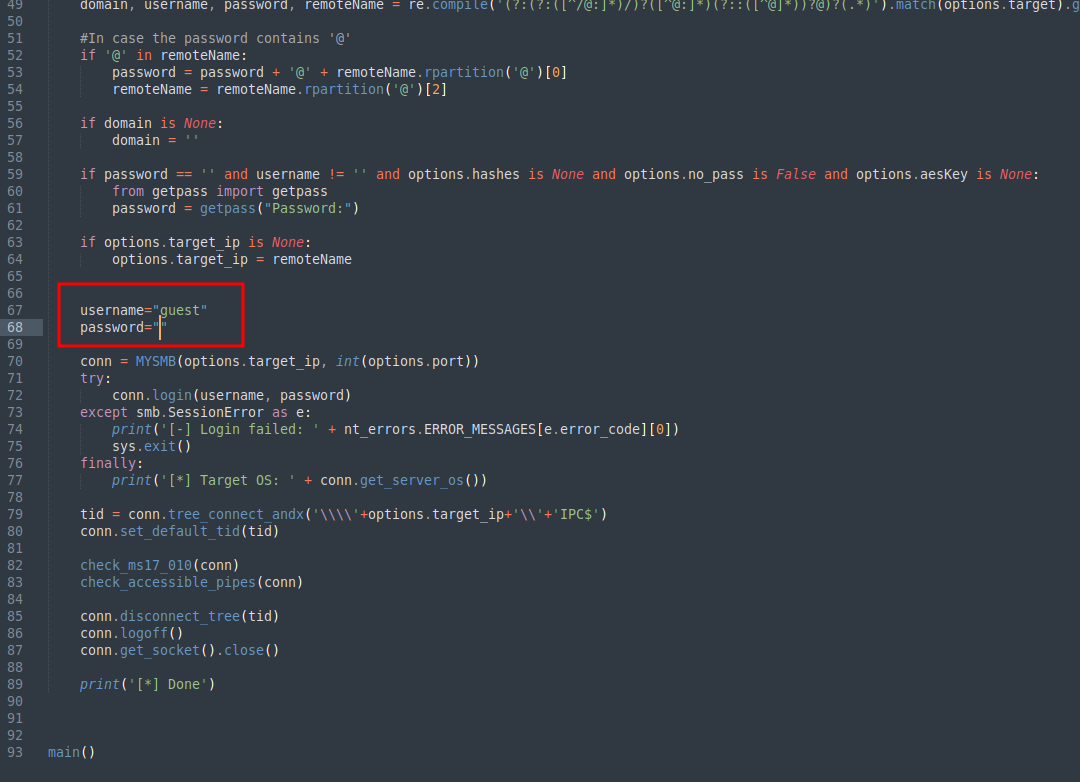 49 domain, username, password, remoteName = re.compile('(?:(?:([^/@:]*)/)?([^@:]*)(?::([^@]*))?@)?(.*)').match(options.target).g
50
51 #In case the password contains '@'
52 if '@' in remoteName:
53 password = password + '@' + remoteName.rpartition('@')[0]
54 remoteName = remoteName.rpartition('@')[2]
55
56 if domain is None:
57 domain = ''
58
59 if password == '' and username != '' and options.hashes is None and options.no_pass is False and options.aesKey is None:
60 from getpass import getpass
61 password = getpass("Password:")
62
63 if options.target_ip is None:
64 options.target_ip = remoteName
65
66
67 username="guest"
68 password=""
69
70 conn = MYSMB(options.target_ip, int(options.port))
71 try:
72 conn.login(username, password)
73 except smb.SessionError as e:
74 print('[-] Login failed: ' + nt_errors.ERROR_MESSAGES[e.error_code][0])
75 sys.exit()
76 finally:
77 print('[*] Target OS: ' + conn.get_server_os())
78
79 tid = conn.tree_connect_andx('\\\\'+options.target_ip+'\\'+'IPC$')
80 conn.set_default_tid(tid)
81
82 check_ms17_010(conn)
83 check_accessible_pipes(conn)
84
85 conn.disconnect_tree(tid)
86 conn.logoff()
87 conn.get_socket().close()
88
89 print('[*] Done')
90
91
92
93 main()